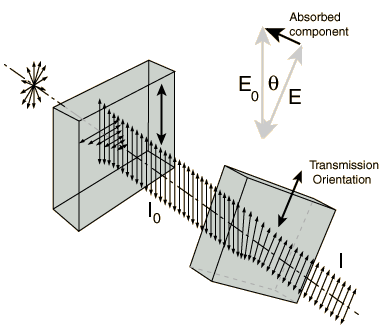 Absorbed
component
E₀ θ E
Transmission
Orientation
I₀
I